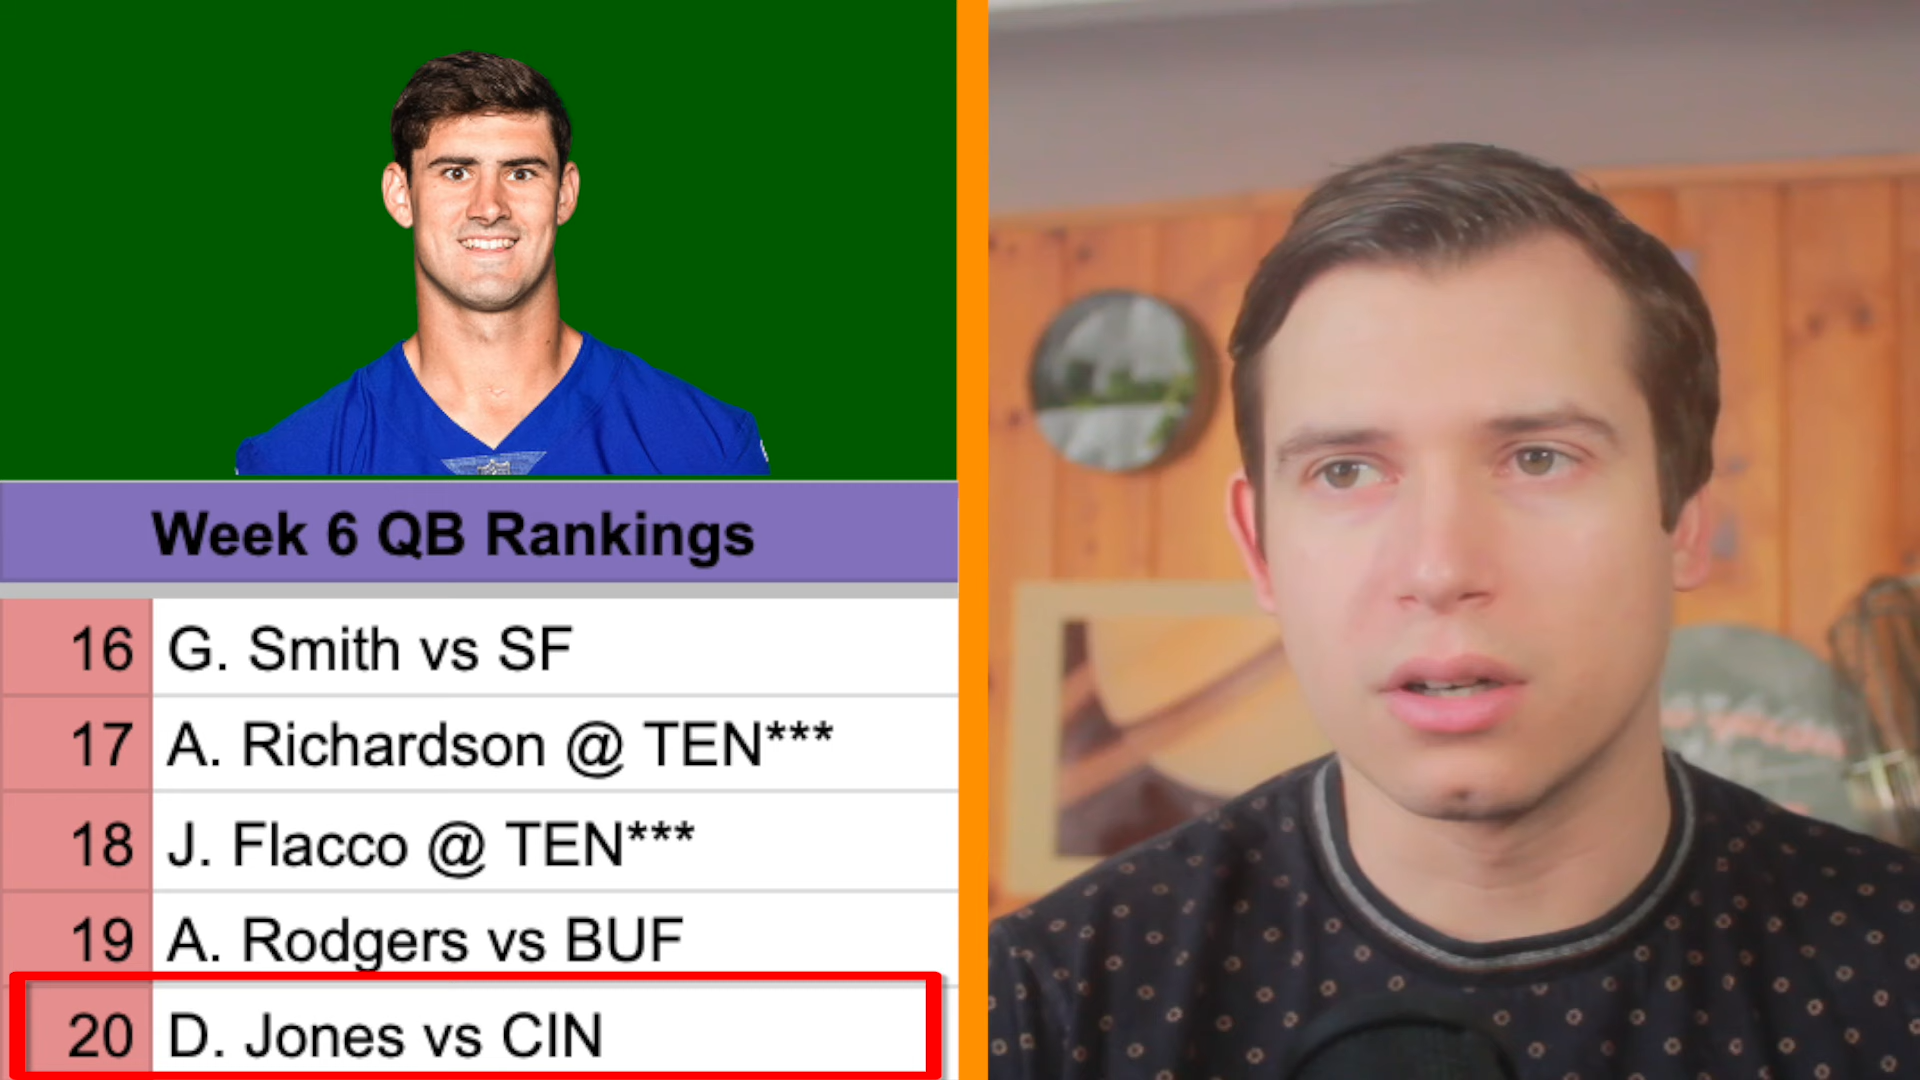 Week 6 QB Rankings
16 G. Smith vs SF
17 A. Richardson @ TEN***
18 J. Flacco @ TEN***
19 A. Rodgers vs BUF
20 D. Jones vs CIN